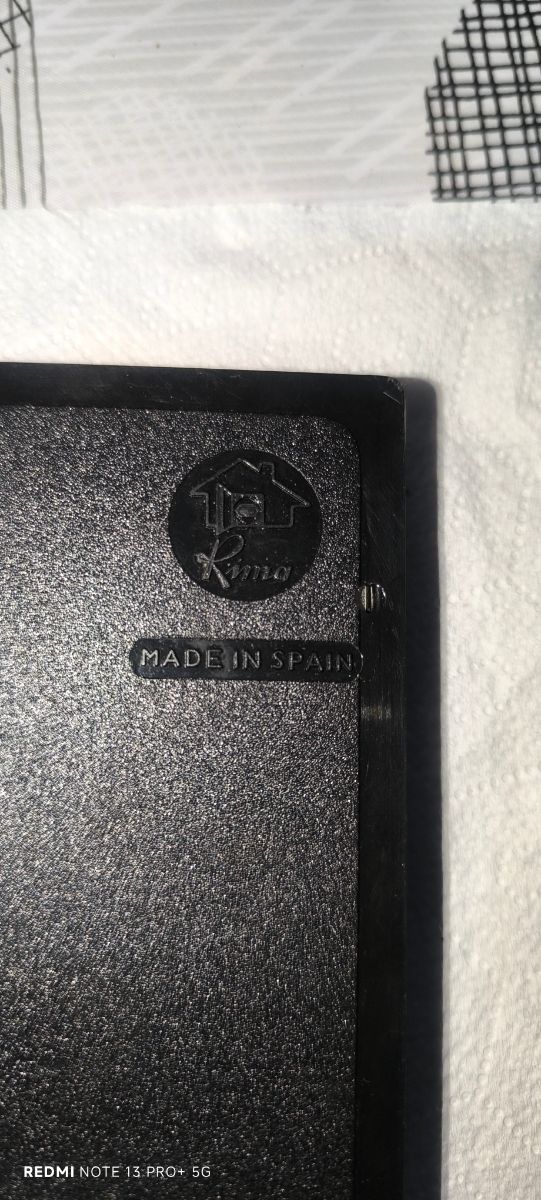 Rima
MADE IN SPAIN
REDMI NOTE 13 PRO+ 5G